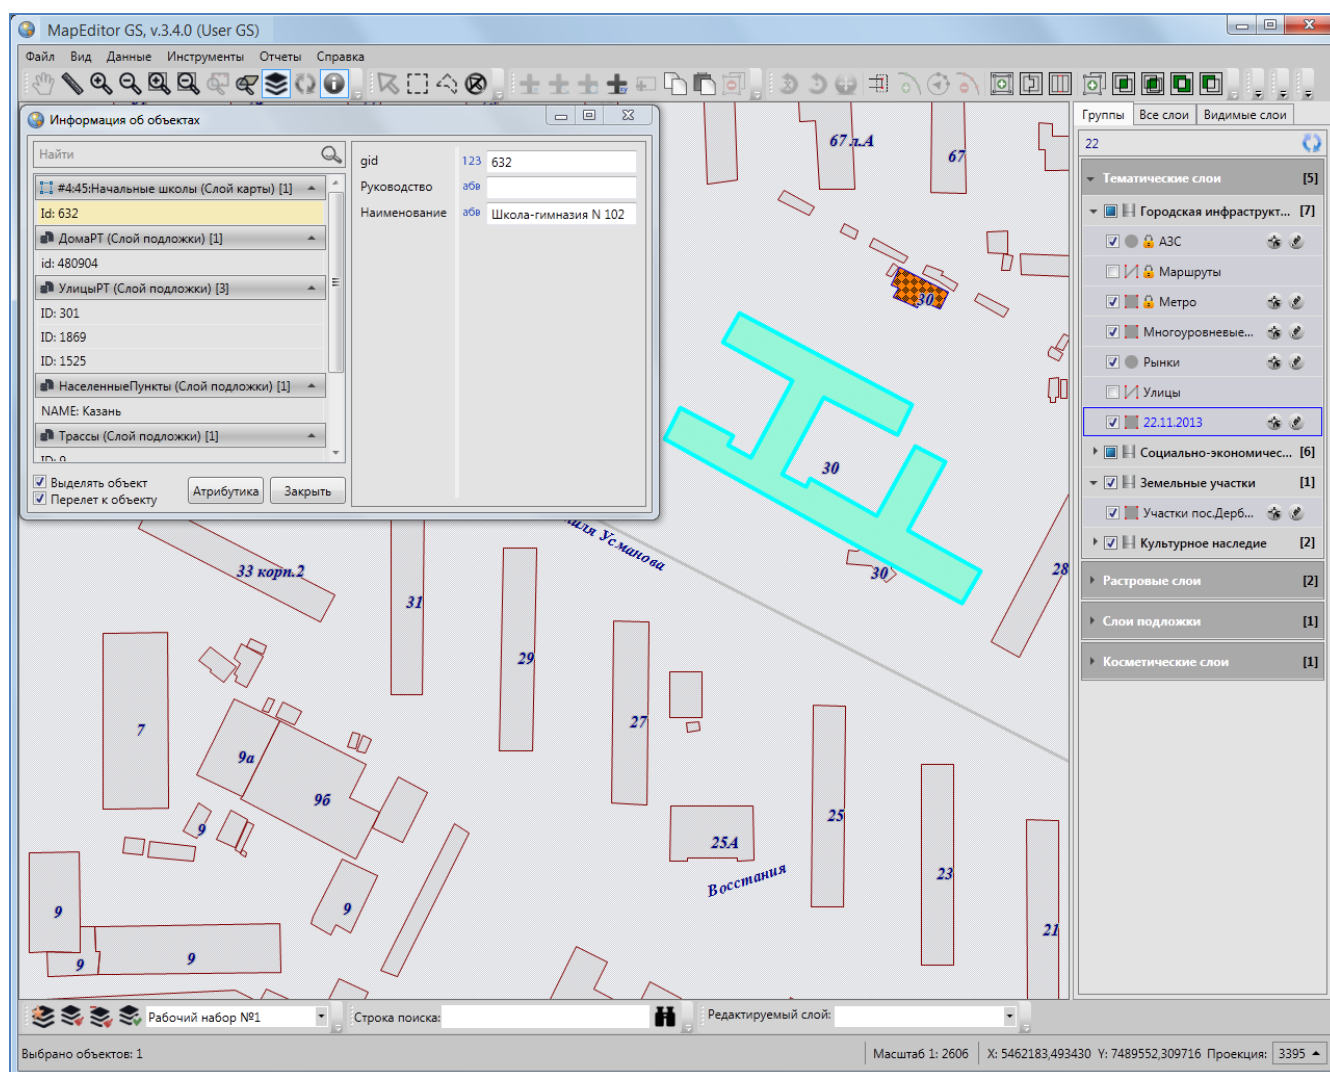 MapEditor GS, v.3.4.0 (User GS)
Файл Вид Данные Инструменты Отчеты Справка
Информация об объектах
Найти
#4:45:Начальные школы (Слой карты) [1]
Id: 632
ДомаРТ (Слой подложки) [1]
id: 480904
УлицыРТ (Слой подложки) [3]
ID: 301
ID: 1869
ID: 1525
НаселенныеПункты (Слой подложки) [1]
NAME: Казань
Трассы (Слой подложки) [1]
ID: 9
Выделять объект
Перелет к объекту
Атрибутика
Закрыть
gid 123 632
Руководство абв
Наименование абв Школа-гимназия N 102
67 л.А
67
30
30
30
28
Усманова
33 корп.2
31
29
27
7
9а
9б
9
9
9
9
9
25А
25
23
21
Восстания
Группы Все слои Видимые слои
22
Тематические слои [5]
Городская инфраструкт... [7]
АЗС
Маршруты
Метро
Многоуровневые...
Рынки
Улицы
22.11.2013
Социально-экономичес... [6]
Земельные участки [1]
Участки пос.Дерб...
Культурное наследие [2]
Растровые слои [2]
Слои подложки [1]
Косметические слои [1]
Рабочий набор №1
Строка поиска:
Редактируемый слой:
Выбрано объектов: 1
Масштаб 1: 2606
X: 5462183,493430 Y: 7489552,309716 Проекция: 3395